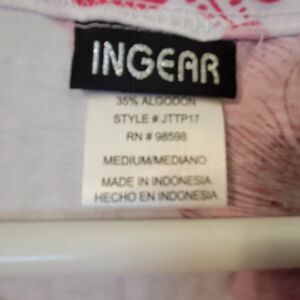 INGEAR
35% ALGODON
STYLE # JTTP17
RN # 98598
MEDIUM/MEDIANO
MADE IN INDONESIA
HECHO EN INDONESIA